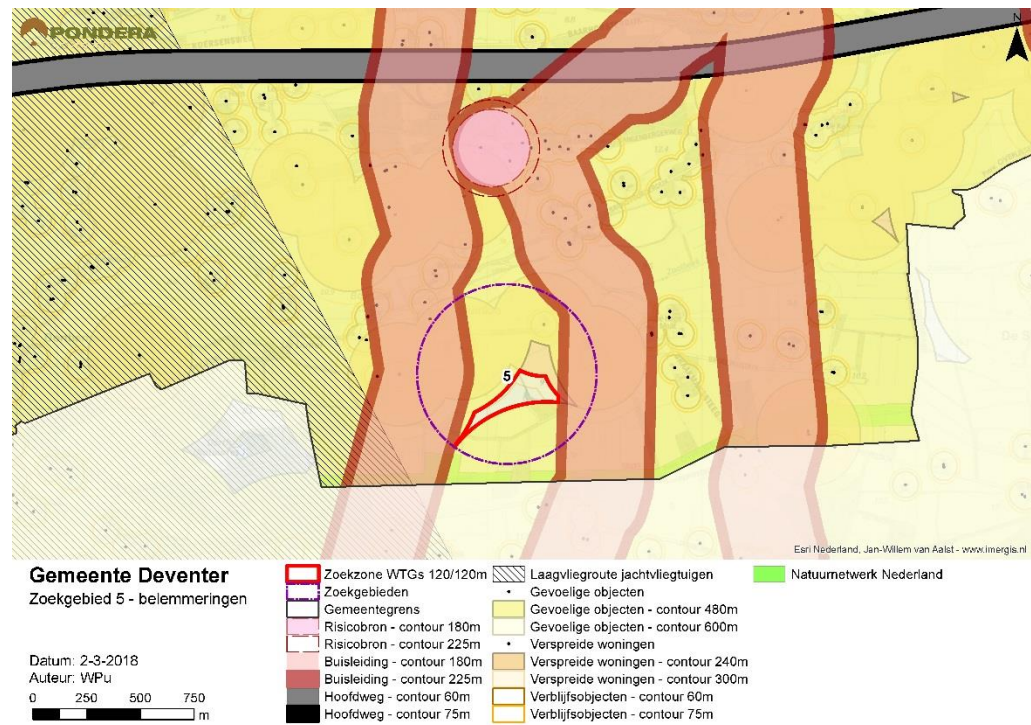 PONDERA
N
5
Esri Nederland, Jan-Willem van Aalst - www.imergis.nl
Gemeente Deventer
Zoekgebied 5 - belemmeringen
Datum: 2-3-2018
Auteur: WPu
0 250 500 750
m
Zoekzone WTGs 120/120m
Zoekgebieden
Gemeentegrens
Risicobron - contour 180m
Risicobron - contour 225m
Buisleiding - contour 180m
Buisleiding - contour 225m
Hoofdweg - contour 60m
Hoofdweg - contour 75m
Laagvliegroute jachtvliegtuigen
Gevoelige objecten
Gevoelige objecten - contour 480m
Gevoelige objecten - contour 600m
Verspreide woningen
Verspreide woningen - contour 240m
Verspreide woningen - contour 300m
Verblijfsobjecten - contour 60m
Verblijfsobjecten - contour 75m
Natuurnetwerk Nederland